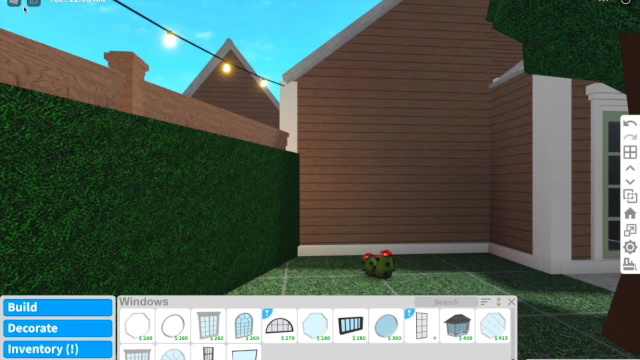 Build
Decorate
Inventory (!)
Windows
Search
$260 $260 $260 $260 $270 $280 $280 $300 $400 $415